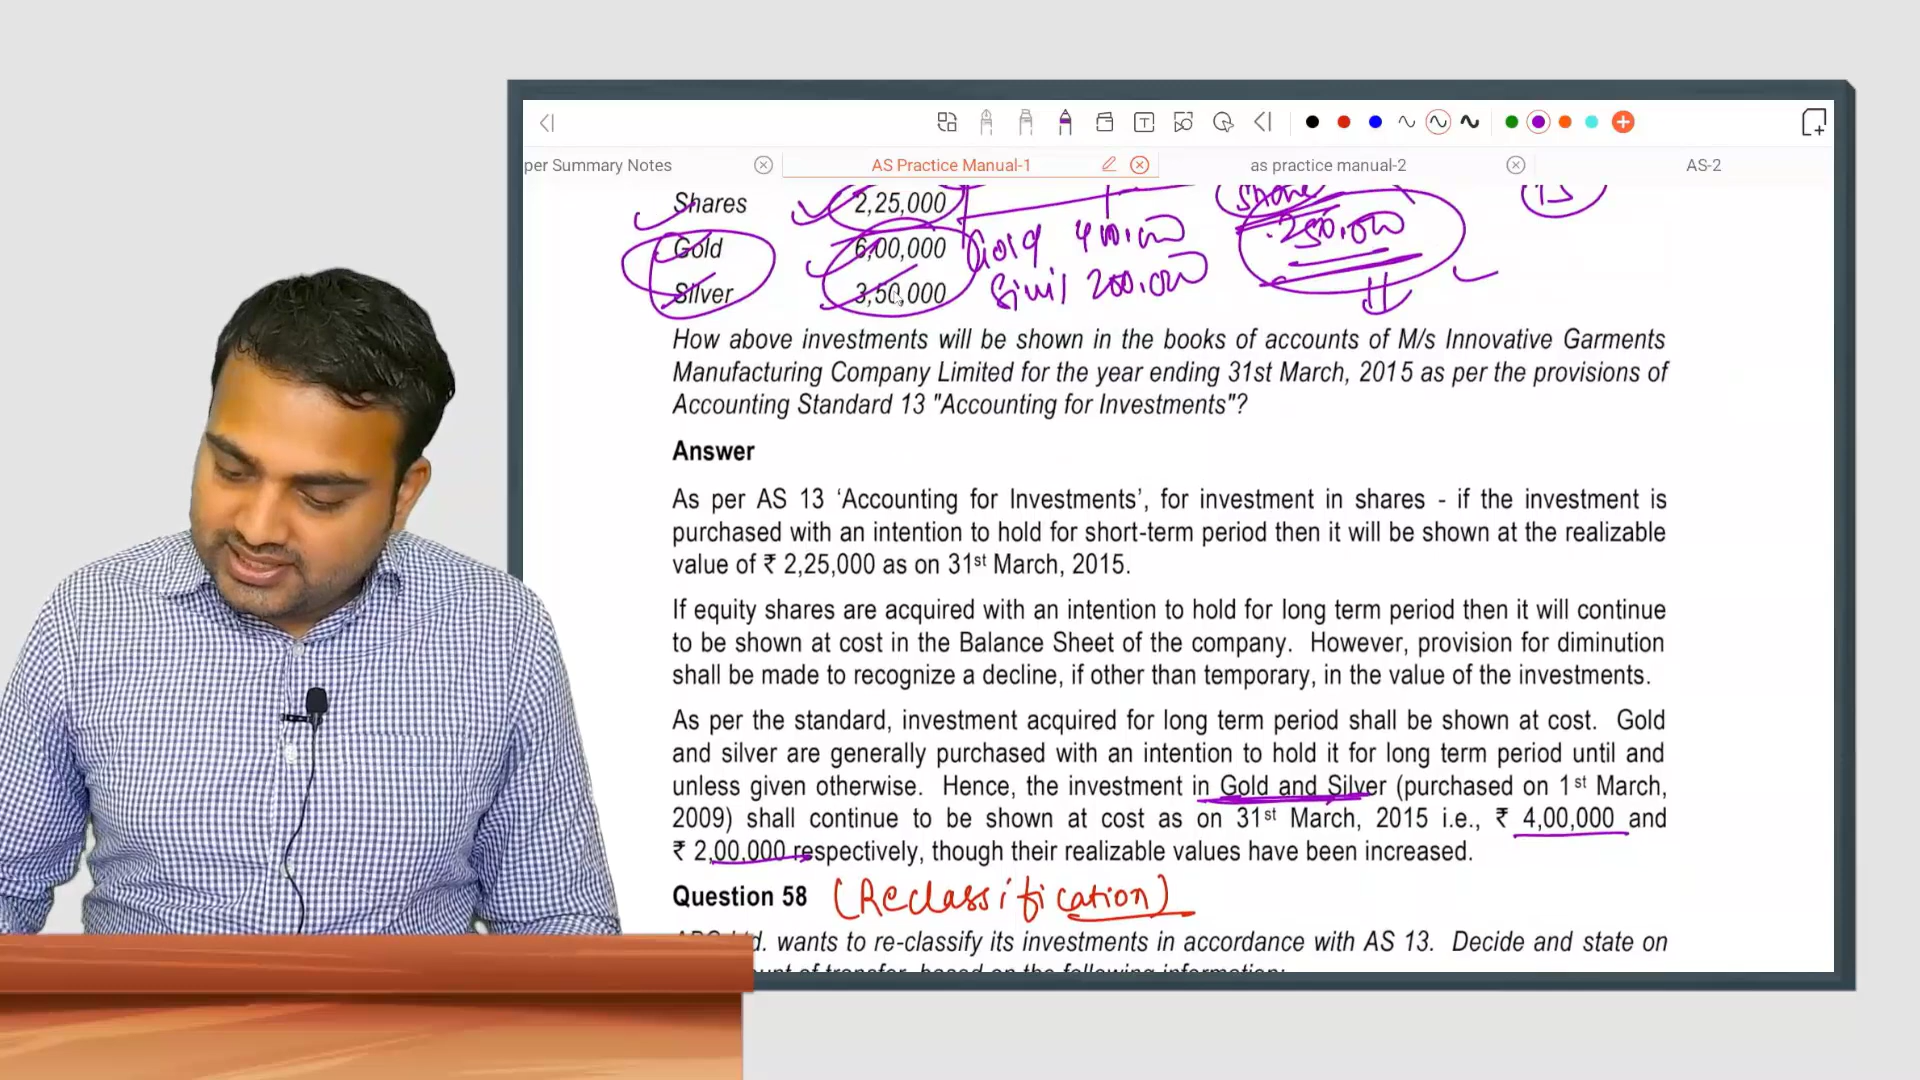 per Summary Notes AS Practice Manual-1 as practice manual-2 AS-2
Shares 2,25,000
Gold 6,00,000 Gold 400,000 250,000
Silver 3,50,000 200,000
How above investments will be shown in the books of accounts of M/s Innovative Garments
Manufacturing Company Limited for the year ending 31st March, 2015 as per the provisions of
Accounting Standard 13 "Accounting for Investments"?
Answer
As per AS 13 ‘Accounting for Investments’, for investment in shares - if the investment is
purchased with an intention to hold for short-term period then it will be shown at the realizable
value of ₹ 2,25,000 as on 31st March, 2015.
If equity shares are acquired with an intention to hold for long term period then it will continue
to be shown at cost in the Balance Sheet of the company. However, provision for diminution
shall be made to recognize a decline, if other than temporary, in the value of the investments.
As per the standard, investment acquired for long term period shall be shown at cost. Gold
and silver are generally purchased with an intention to hold it for long term period until and
unless given otherwise. Hence, the investment in Gold and Silver (purchased on 1st March,
2009) shall continue to be shown at cost as on 31st March, 2015 i.e., ₹ 4,00,000 and
₹ 2,00,000 respectively, though their realizable values have been increased.
Question 58 (Reclassification)
wants to re-classify its investments in accordance with AS 13. Decide and state on
of transfer, based on the following information: